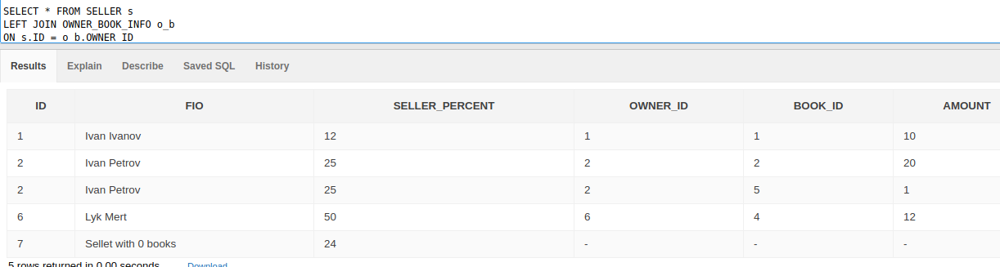 SELECT * FROM SELLER s
LEFT JOIN OWNER_BOOK_INFO o_b
ON s.ID = o_b.OWNER_ID
Results Explain Describe Saved SQL History
ID FIO SELLER_PERCENT OWNER_ID BOOK_ID AMOUNT
1 Ivan Ivanov 12 1 1 10
2 Ivan Petrov 25 2 2 20
2 Ivan Petrov 25 2 5 1
6 Lyk Mert 50 6 4 12
7 Sellet with 0 books 24 - - -
5 rows returned in 0.00 seconds Download